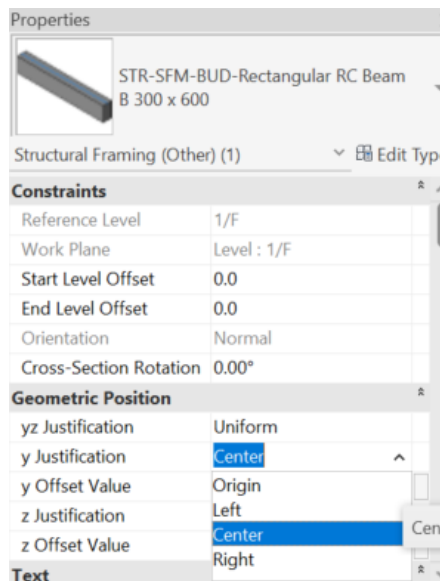 Properties
STR-SFM-BUD-Rectangular RC Beam
B 300 x 600
Structural Framing (Other) (1) Edit Typ
Constraints
Reference Level 1/F
Work Plane Level : 1/F
Start Level Offset 0.0
End Level Offset 0.0
Orientation Normal
Cross-Section Rotation 0.00°
Geometric Position
yz Justification Uniform
y Justification Center
y Offset Value Origin
Left
z Justification Center Cen
z Offset Value Right
Text